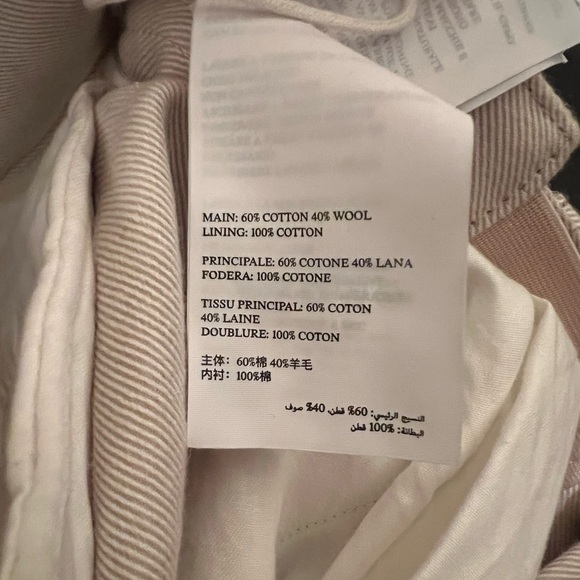 MAIN: 60% COTTON 40% WOOL
LINING: 100% COTTON
PRINCIPALE: 60% COTONE 40% LANA
FODERA: 100% COTONE
TISSU PRINCIPAL: 60% COTON
40% LAINE
DOUBLURE: 100% COTON
主体：60%棉 40%羊毛
内衬：100%棉
النسيج الرئيسي: 60% قطن، 40% صوف
البطانة: 100% قطن